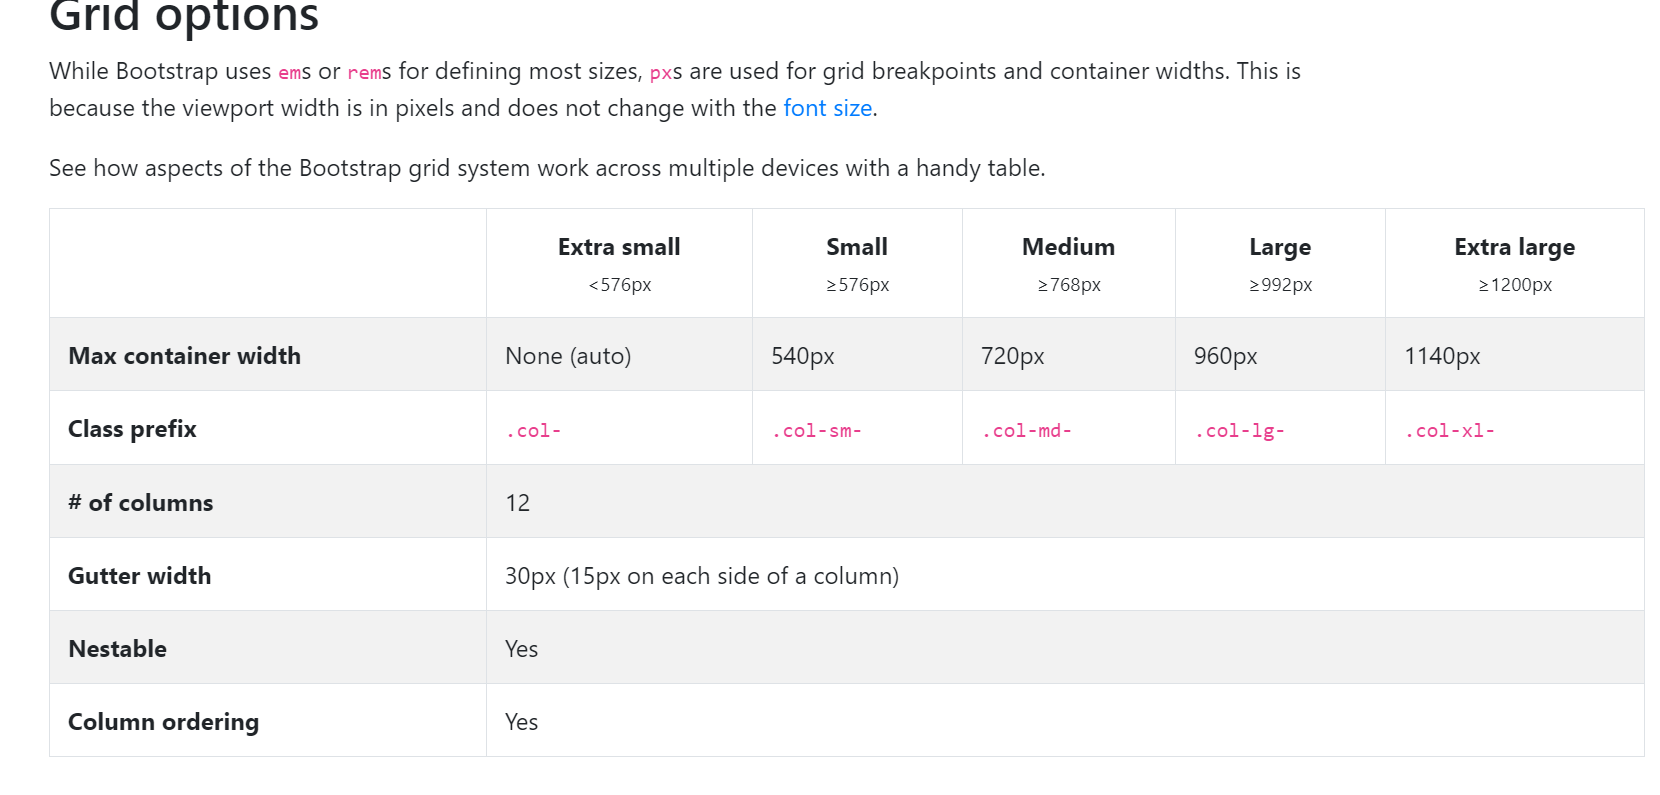 Grid options
While Bootstrap uses ems or rems for defining most sizes, pxs are used for grid breakpoints and container widths. This is
because the viewport width is in pixels and does not change with the font size.
See how aspects of the Bootstrap grid system work across multiple devices with a handy table.
Extra small Small Medium Large Extra large
<576px ≥576px ≥768px ≥992px ≥1200px
Max container width None (auto) 540px 720px 960px 1140px
Class prefix .col- .col-sm- .col-md- .col-lg- .col-xl-
# of columns 12
Gutter width 30px (15px on each side of a column)
Nestable Yes
Column ordering Yes